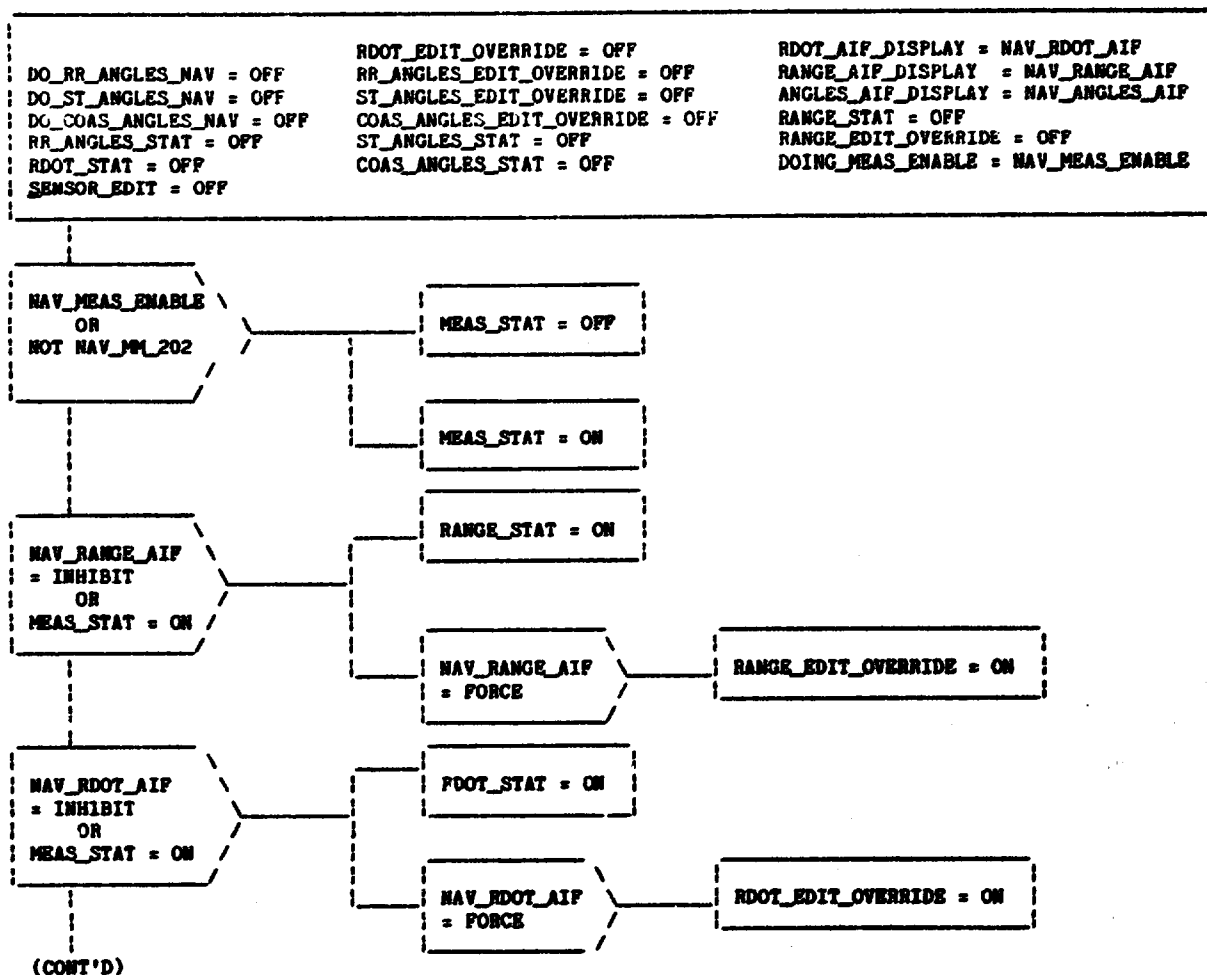 RDOT_EDIT_OVERRIDE = OFF RDOT_AIF_DISPLAY = NAV_RDOT_AIF
DO_RR_ANGLES_NAV = OFF RR_ANGLES_EDIT_OVERRIDE = OFF RANGE_AIF_DISPLAY = NAV_RANGE_AIF
DO_ST_ANGLES_NAV = OFF ST_ANGLES_EDIT_OVERRIDE = OFF ANGLES_AIF_DISPLAY = NAV_ANGLES_AIF
DO_COAS_ANGLES_NAV = OFF COAS_ANGLES_EDIT_OVERRIDE = OFF RANGE_STAT = OFF
RR_ANGLES_STAT = OFF ST_ANGLES_STAT = OFF RANGE_EDIT_OVERRIDE = OFF
RDOT_STAT = OFF COAS_ANGLES_STAT = OFF DOING_MEAS_ENABLE = NAV_MEAS_ENABLE
SENSOR_EDIT = OFF
NAV_MEAS_ENABLE
OR
NOT NAV_MM_202
MEAS_STAT = OFF
MEAS_STAT = ON
NAV_RANGE_AIF
= INHIBIT
OR
MEAS_STAT = ON
RANGE_STAT = ON
NAV_RANGE_AIF
= FORCE
RANGE_EDIT_OVERRIDE = ON
NAV_RDOT_AIF
= INH1BIT
OR
MEAS_STAT = ON
FDOT_STAT = ON
NAV_RDOT_AIF
= FORCE
RDOT_EDIT_OVERRIDE = ON
(CONT'D)